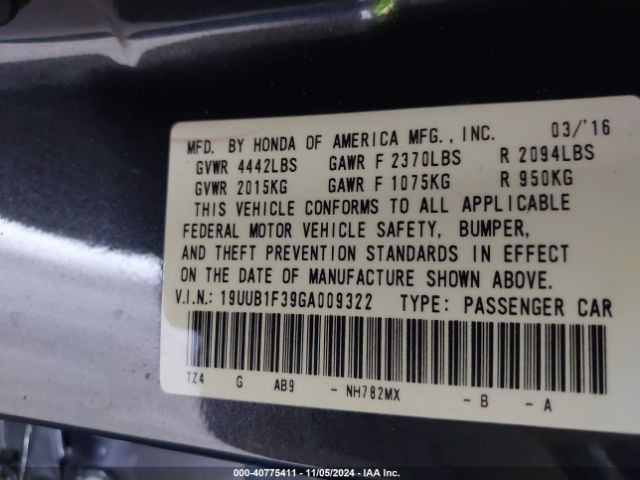 MFD. BY HONDA OF AMERICA MFG., INC. 03/'16
GVWR 4442LBS GAWR F 2370LBS R 2094LBS
GVWR 2015KG GAWR F 1075KG R 950KG
THIS VEHICLE CONFORMS TO ALL APPLICABLE
FEDERAL MOTOR VEHICLE SAFETY, BUMPER,
AND THEFT PREVENTION STANDARDS IN EFFECT
ON THE DATE OF MANUFACTURE SHOWN ABOVE.
V.I.N.: 19UUB1F39GA009322 TYPE: PASSENGER CAR
TZ4 G AB9 - NH782MX - B - A
000-40775411 - 11/05/2024 - IAA Inc.